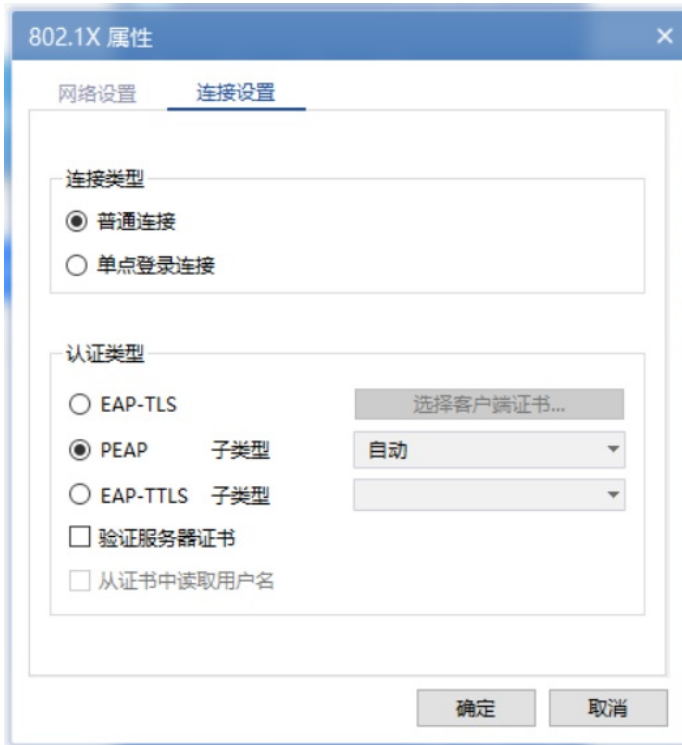 802.1X 属性
网络设置 连接设置
连接类型
普通连接
单点登录连接
认证类型
EAP-TLS 选择客户端证书...
PEAP 子类型 自动
EAP-TTLS 子类型
验证服务器证书
从证书中读取用户名
确定 取消